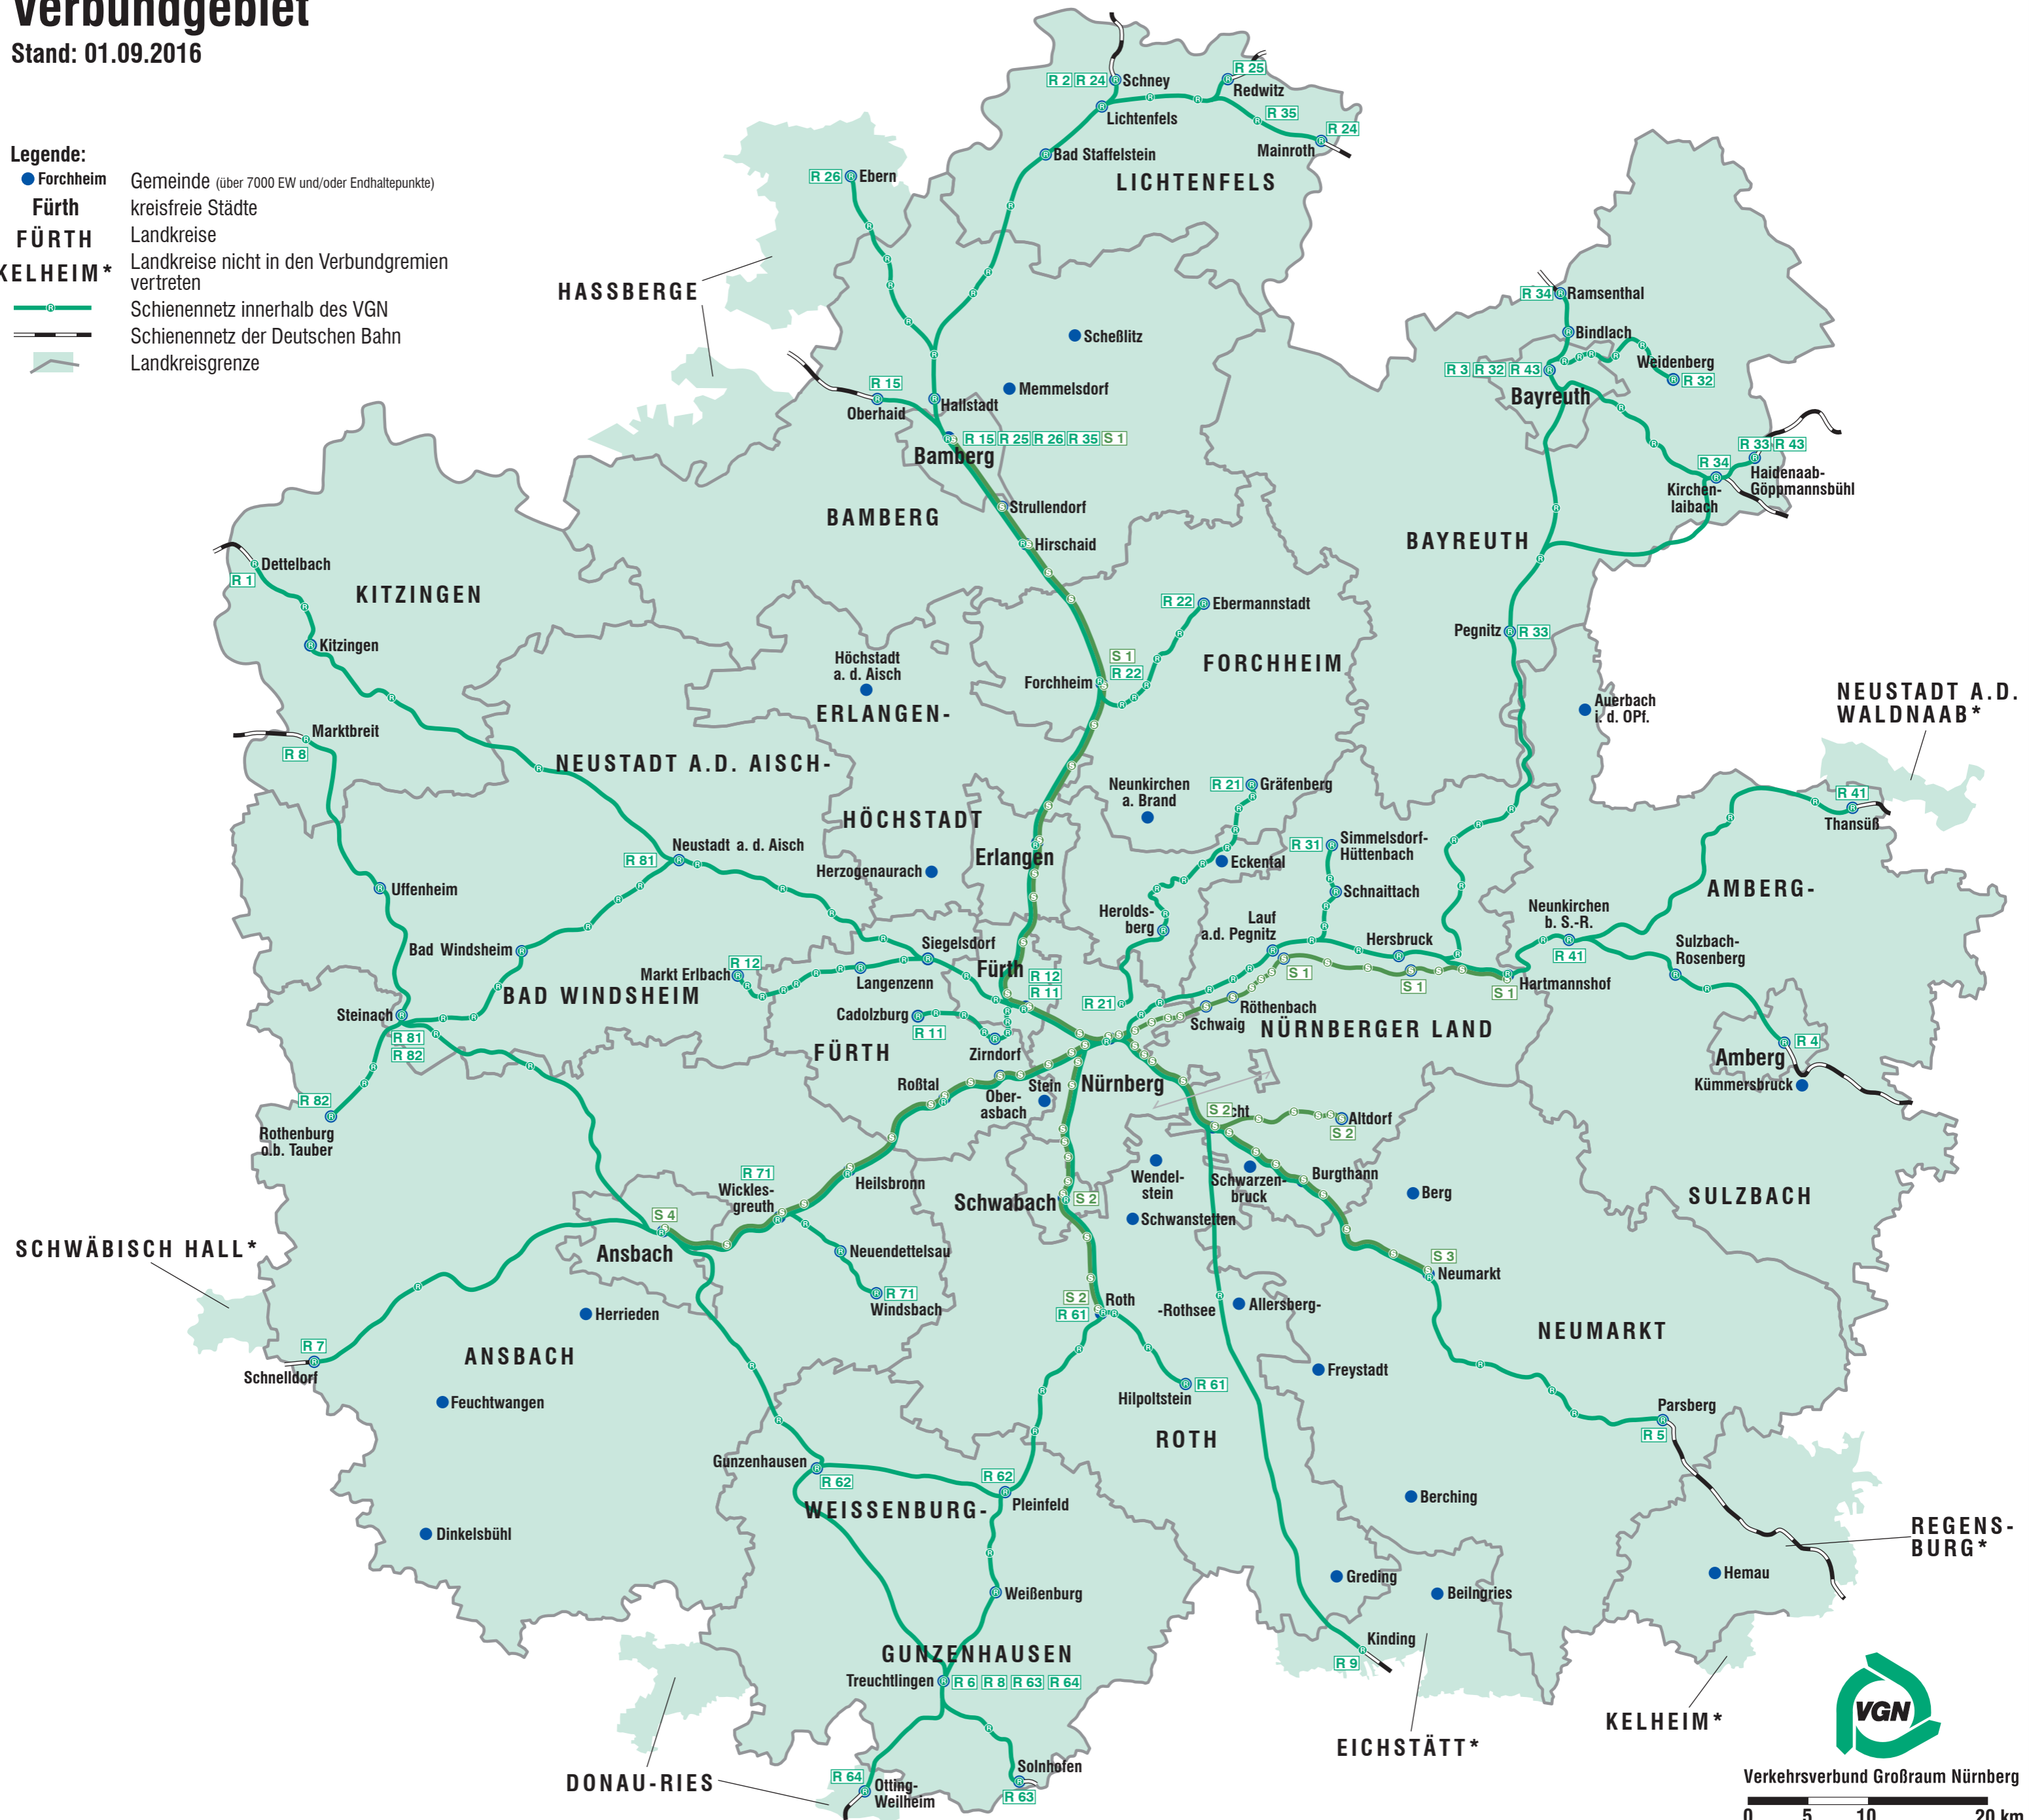 Verbundgebiet
Stand: 01.09.2016
Legende:
Forchheim
Gemeinde (über 7000 EW und/oder Endhaltepunkte)
Fürth
kreisfreie Städte
FÜRTH
Landkreise
KELHEIM*
Landkreise nicht in den Verbundgremien
vertreten
Schienennetz innerhalb des VGN
Schienennetz der Deutschen Bahn
Landkreisgrenze
R 2 R 24 Schney
R 25
Redwitz
Lichtenfels
R 35
R 24
Mainroth
Bad Staffelstein
LICHTENFELS
R 26 Ebern
HASSBERGE
Scheßlitz
Memmelsdorf
R 15
Oberhaid
Hallstadt
R 15 R 25 R 26 R 35 S 1
Bamberg
Strullendorf
BAMBERG
Hirschaid
R 34 Ramsenthal
Bindlach
Weidenberg
R 32
R 3 R 32 R 43
Bayreuth
R 33 R 43
R 34
Haidenaab-
Göppmannsbühl
Kirchen-
laibach
BAYREUTH
Dettelbach
R 1
KITZINGEN
Kitzingen
R 22 Ebermannstadt
Pegnitz R 33
Höchstadt
a. d. Aisch
S 1
R 22
Forchheim
FORCHHEIM
ERLANGEN-
Auerbach
i. d. OPf.
NEUSTADT A.D.
WALDNAAB*
Marktbreit
R 8
NEUSTADT A.D. AISCH-
Neunkirchen
a. Brand
R 21 Gräfenberg
R 41
Thansüß
HÖCHSTADT
Erlangen
Neustadt a. d. Aisch
R 81
Herzogenaurach
Eckental
R 31
Simmelsdorf-
Hüttenbach
Schnaittach
Uffenheim
AMBERG-
Neunkirchen
b. S.-R.
R 41
Sulzbach-
Rosenberg
Herolds-
berg
Lauf
a.d. Pegnitz
Hersbruck
S 1
S 1
S 1
Hartmannshof
Bad Windsheim
Siegelsdorf
Markt Erlbach
R 12
Langenzenn
Fürth
R 12
R 11
R 21
BAD WINDSHEIM
Steinach
R 81
R 82
Cadolzburg
R 11
Zirndorf
FÜRTH
Röthenbach
Schwaig
NÜRNBERGER LAND
R 4
Amberg
Kümmersbruck
R 82
Rothenburg
o.b. Tauber
Roßtal
Stein
Ober-
asbach
Nürnberg
S 2
cht
Altdorf
S 2
R 71
Wickles-
greuth
Heilsbronn
Wendel-
stein
Schwarzen-
bruck
Burgthann
Berg
Schwabach S 2
Schwanstetten
SULZBACH
SCHWÄBISCH HALL*
S 4
Ansbach
Neuendettelsau
R 71
Windsbach
S 3
Neumarkt
Herrieden
S 2
R 61
Roth
-Rothsee
Allersberg-
NEUMARKT
R 7
Schnelldorf
ANSBACH
Freystadt
Hilpoltstein
R 61
Feuchtwangen
ROTH
Parsberg
R 5
Gunzenhausen
R 62
R 62
Pleinfeld
WEISSENBURG-
Berching
Dinkelsbühl
REGENS-
BURG*
Hemau
Greding
Beilngries
Weißenburg
Kinding
R 9
GUNZENHAUSEN
Treuchtlingen R 6 R 8 R 63 R 64
KELHEIM*
EICHSTÄTT*
DONAU-RIES
R 64
Otting-
Weilheim
Solnhofen
R 63
VGN
Verkehrsverbund Großraum Nürnberg
0 5 10 20 km